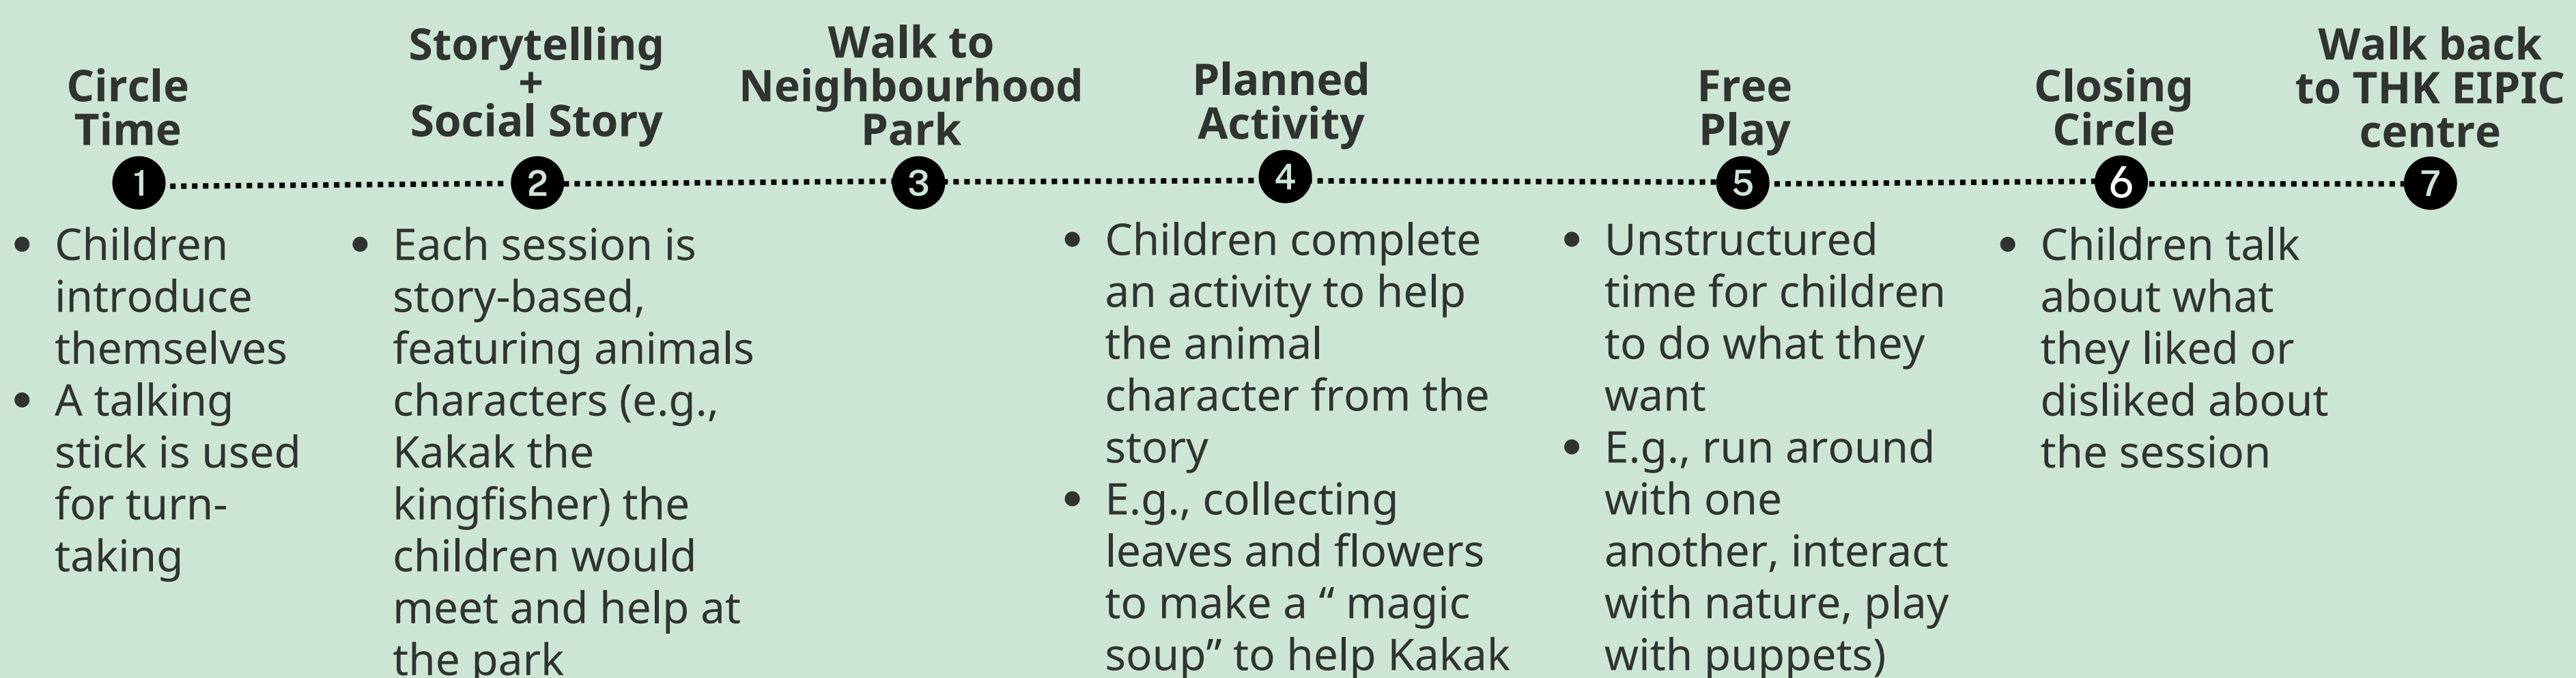 Circle
Time
1
Children
introduce
themselves
A talking
stick is used
for turn-
taking
Storytelling
+
Social Story
2
Each session is
story-based,
featuring animals
characters (e.g.,
Kakak the
kingfisher) the
children would
meet and help at
the park
Walk to
Neighbourhood
Park
3
Planned
Activity
4
Children complete
an activity to help
the animal
character from the
story
E.g., collecting
leaves and flowers
to make a “ magic
soup” to help Kakak
Free
Play
5
Unstructured
time for children
to do what they
want
E.g., run around
with one
another, interact
with nature, play
with puppets)
Closing
Circle
6
Children talk
about what
they liked or
disliked about
the session
Walk back
to THK EIPIC
centre
7